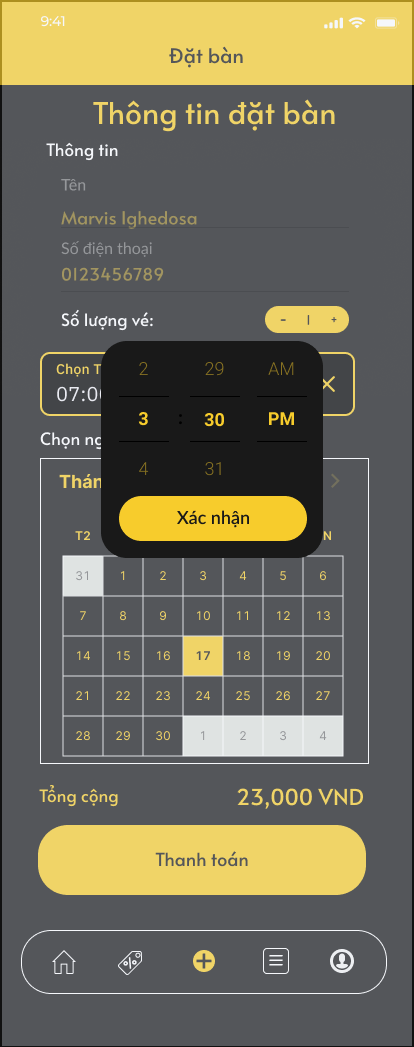 9:41
Đặt bàn
Thông tin đặt bàn
Thông tin
Tên
Marvis Ighedosa
Số điện thoại
0123456789
Số lượng vé: - 1 +
Chọn T
07:0
2 29 AM
3 : 30 PM
4 31
Xác nhận
Chọn ng
Thán
T2 N
31 1 2 3 4 5 6
7 8 9 10 11 12 13
14 15 16 17 18 19 20
21 22 23 24 25 26 27
28 29 30 1 2 3 4
Tổng cộng 23,000 VND
Thanh toán